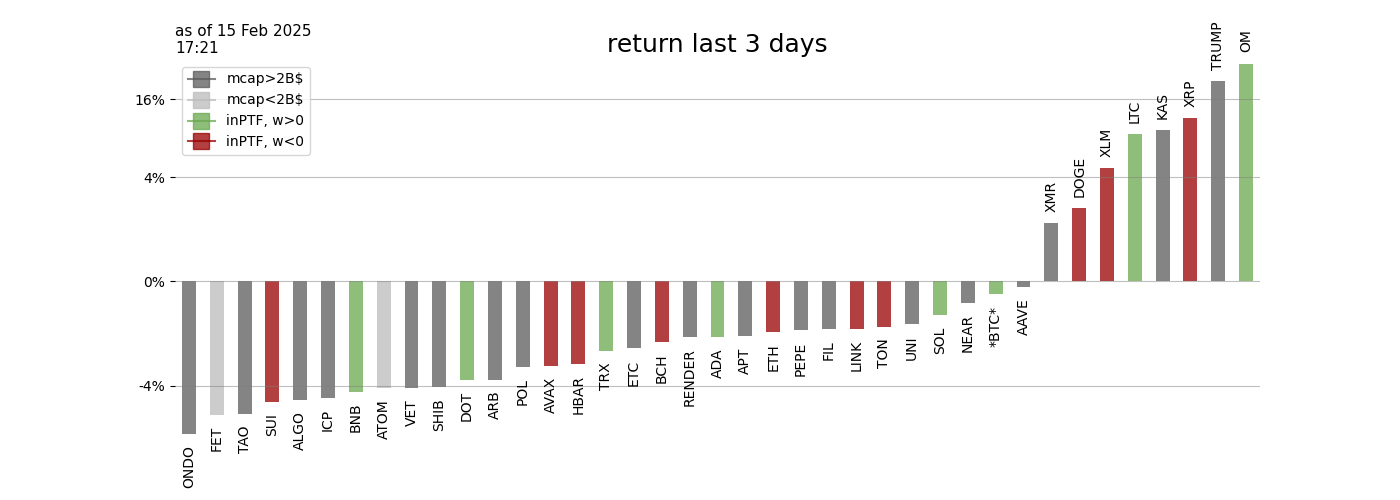 as of 15 Feb 2025
17:21
return last 3 days
mcap>2B$
mcap<2B$
inPTF, w>0
inPTF, w<0
16%
4%
0%
-4%
ONDO
FET
TAO
SUI
ALGO
ICP
BNB
ATOM
VET
SHIB
DOT
ARB
POL
AVAX
HBAR
TRX
ETC
BCH
RENDER
ADA
APT
ETH
PEPE
FIL
LINK
TON
UNI
SOL
NEAR
*BTC*
AAVE
XMR
DOGE
XLM
LTC
KAS
XRP
TRUMP
OM